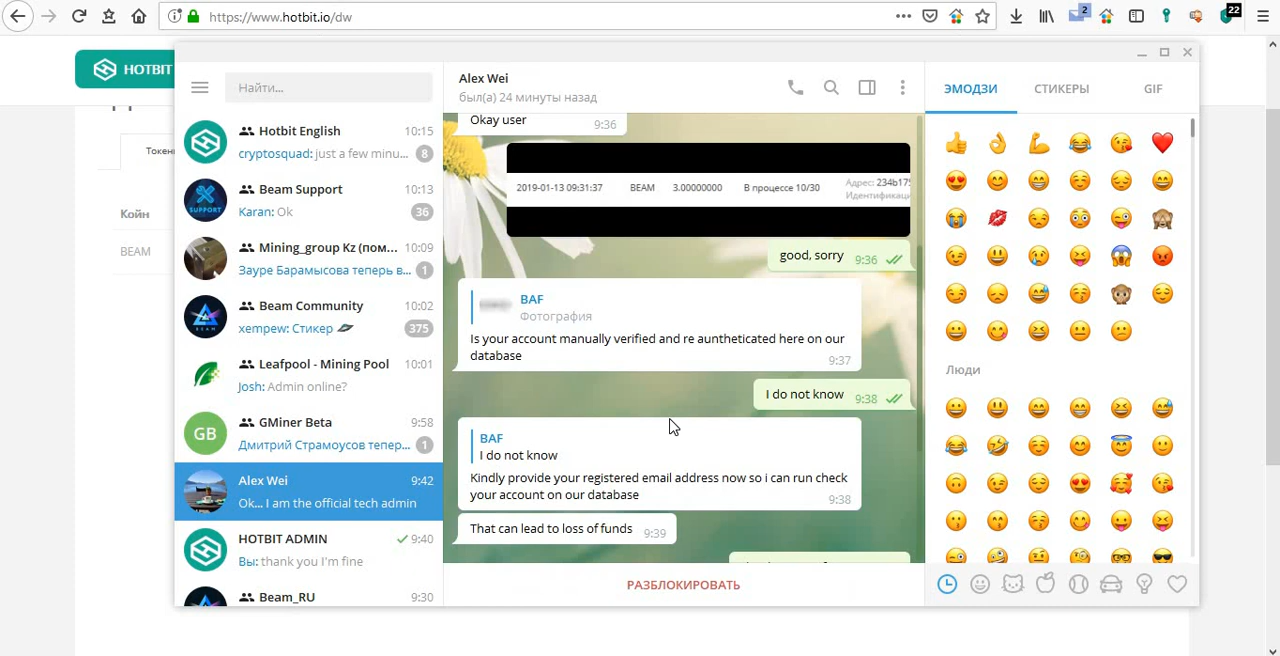 https://www.hotbit.io/dw
2
22
HOTBIT
Токен
Койн
BEAM
Найти...
Hotbit English 10:15
cryptosquad: just a few minu... 8
Beam Support 10:13
Karan: Ok 36
Mining_group Kz (пом... 10:09
Зауре Барамысова теперь в... 1
Beam Community 10:02
xempew: Стикер 375
Leafpool - Mining Pool 10:01
Josh: Admin online?
GB
GMiner Beta 9:58
Дмитрий Страмоусов тепер... 1
Alex Wei 9:42
Ok... I am the official tech admin
HOTBIT ADMIN 9:40
Вы: thank you I'm fine
Beam_RU 9:30
Alex Wei
был(а) 24 минуты назад
Okay user 9:36
2019-01-13 09:31:37 BEAM 3.00000000 В процессе 10/30 Адрес: 234b175
Идентификаци
good, sorry 9:36
BAF
Фотография
Is your account manually verified and re auntheticated here on our
database 9:37
I do not know 9:38
BAF
I do not know
Kindly provide your registered email address now so i can run check
your account on our database 9:38
That can lead to loss of funds 9:39
РАЗБЛОКИРОВАТЬ
ЭМОДЗИ СТИКЕРЫ GIF
Люди